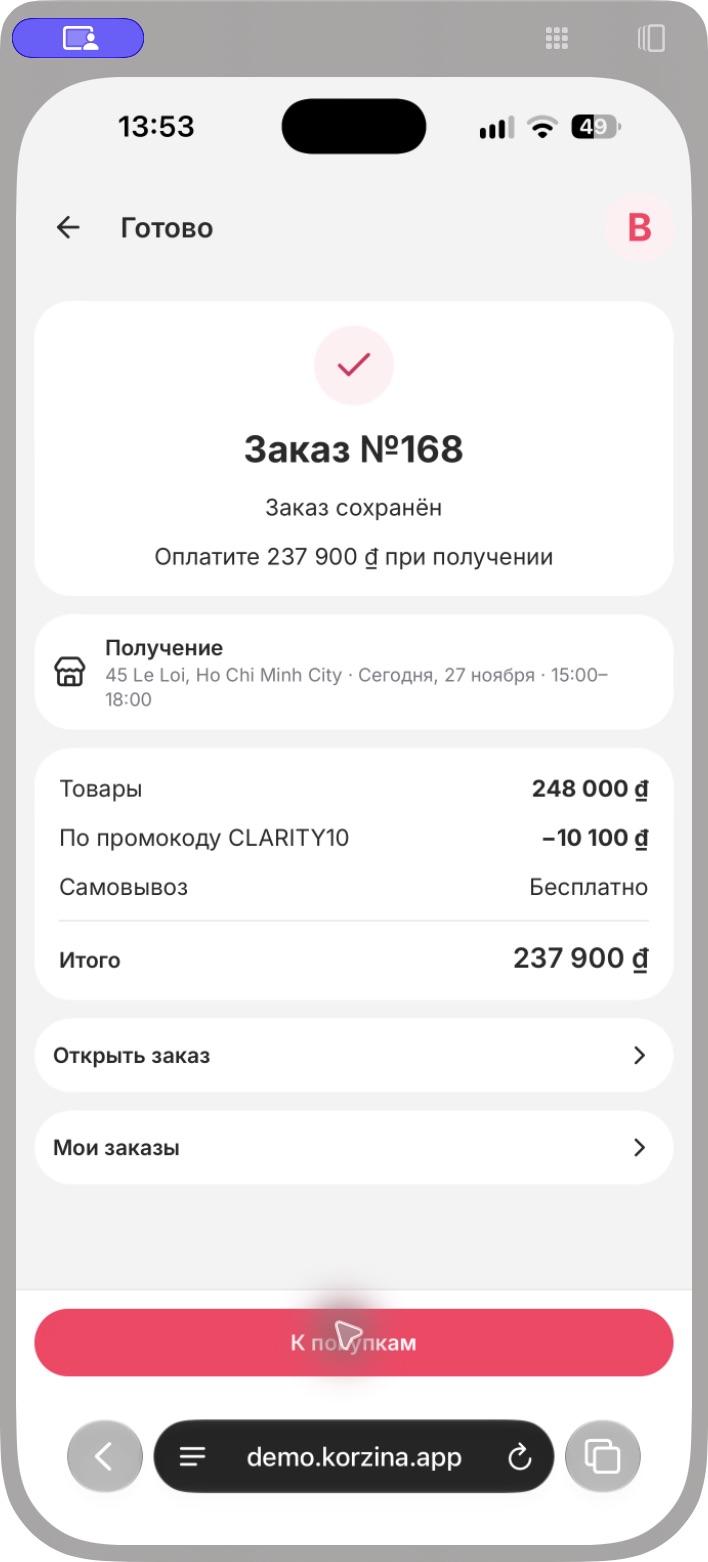 13:53
49
Готово
B
Заказ №168
Заказ сохранён
Оплатите 237 900 ₫ при получении
Получение
45 Le Loi, Ho Chi Minh City · Сегодня, 27 ноября · 15:00–
18:00
Товары 248 000 ₫
По промокоду CLARITY10 −10 100 ₫
Самовывоз Бесплатно
Итого 237 900 ₫
Открыть заказ
Мои заказы
К покупкам
demo.korzina.app